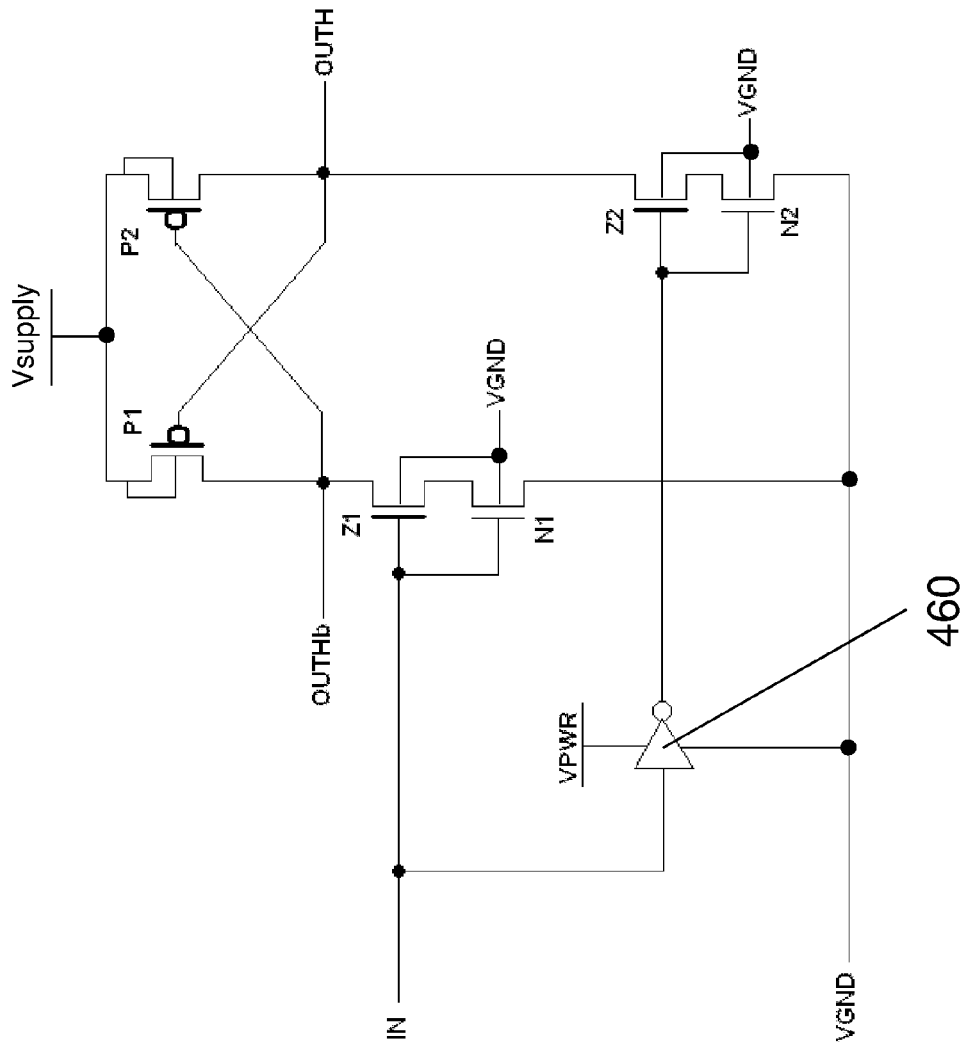 Vsupply
P1
P2
OUTHb
OUTH
Z1
VGND
N1
Z2
VGND
N2
VPWR
IN
460
VGND